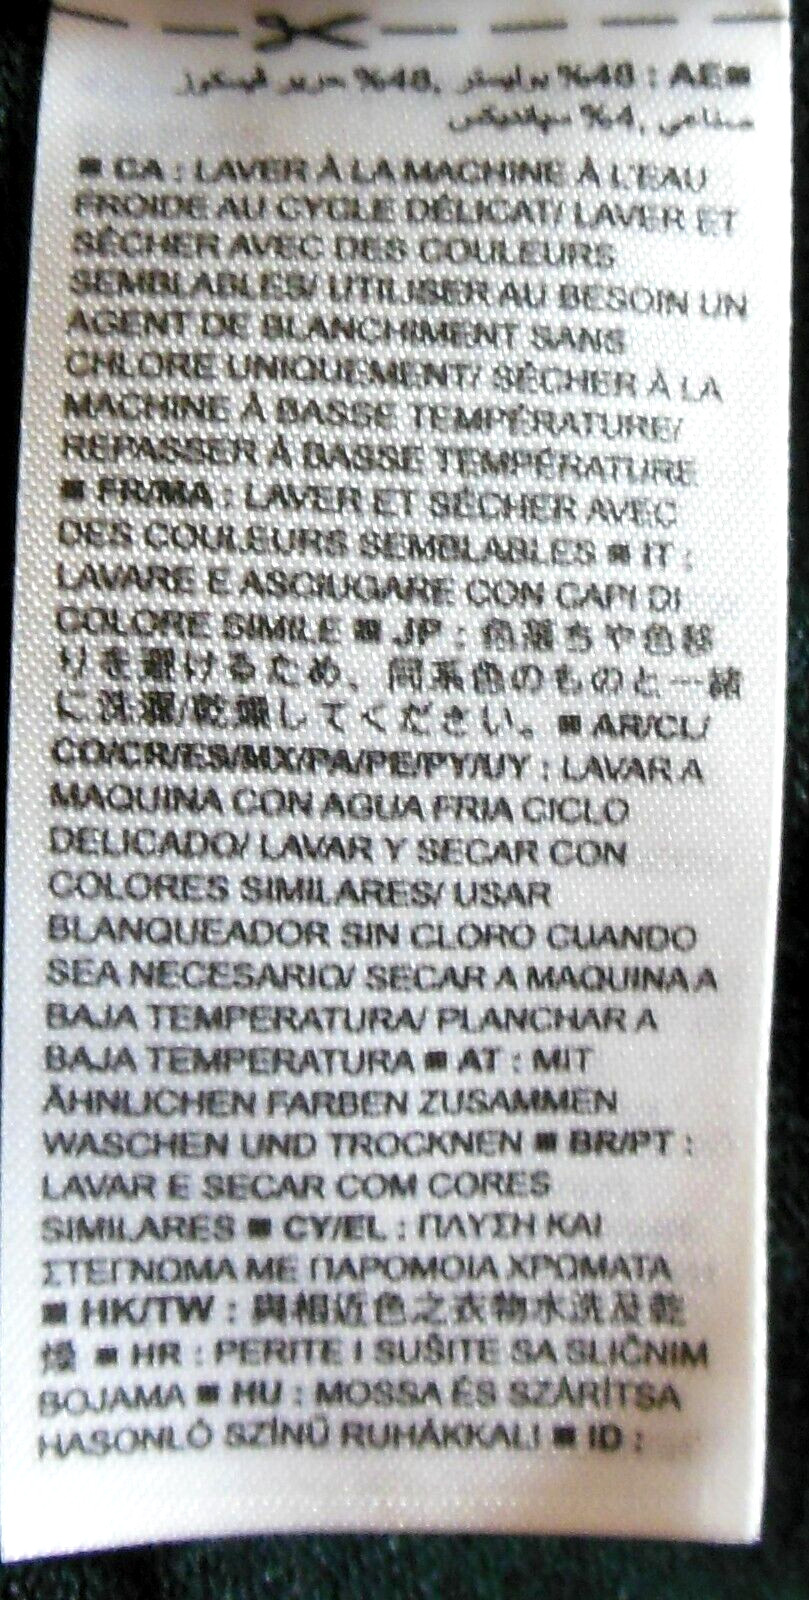 ■AE : 48% بوليستر ,48% حرير فيسكوز
صناعي ,4% سباندكس
■ CA : LAVER À LA MACHINE À L'EAU
FROIDE AU CYCLE DÉLICAT/ LAVER ET
SÉCHER AVEC DES COULEURS
SEMBLABLES/ UTILISER AU BESOIN UN
AGENT DE BLANCHIMENT SANS
CHLORE UNIQUEMENT/ SÉCHER À LA
MACHINE À BASSE TEMPÉRATURE/
REPASSER À BASSE TEMPÉRATURE
■ FR/MA : LAVER ET SÉCHER AVEC
DES COULEURS SEMBLABLES ■ IT :
LAVARE E ASCIUGARE CON CAPI DI
COLORE SIMILE ■ JP : 色落ちや色移
りを避けるため、同系色のものと一緒
に洗濯/乾燥してください。 ■ AR/CL/
CO/CR/ES/MX/PA/PE/PY/UY : LAVAR A
MAQUINA CON AGUA FRIA CICLO
DELICADO/ LAVAR Y SECAR CON
COLORES SIMILARES/ USAR
BLANQUEADOR SIN CLORO CUANDO
SEA NECESARIO/ SECAR A MAQUINA A
BAJA TEMPERATURA/ PLANCHAR A
BAJA TEMPERATURA ■ AT : MIT
ÄHNLICHEN FARBEN ZUSAMMEN
WASCHEN UND TROCKNEN ■ BR/PT :
LAVAR E SECAR COM CORES
SIMILARES ■ CY/EL : ΠΛΥΣΗ ΚΑΙ
ΣΤΕΓΝΩΜΑ ΜΕ ΠΑΡΟΜΟΙΑ ΧΡΩΜΑΤΑ
■ HK/TW : 與相近色之衣物水洗及乾
燥 ■ HR : PERITE I SUŠITE SA SLIČNIM
BOJAMA ■ HU : MOSSA ÉS SZÁRÍTSA
HASONLÓ SZÍNŰ RUHÁKKAL! ■ ID :